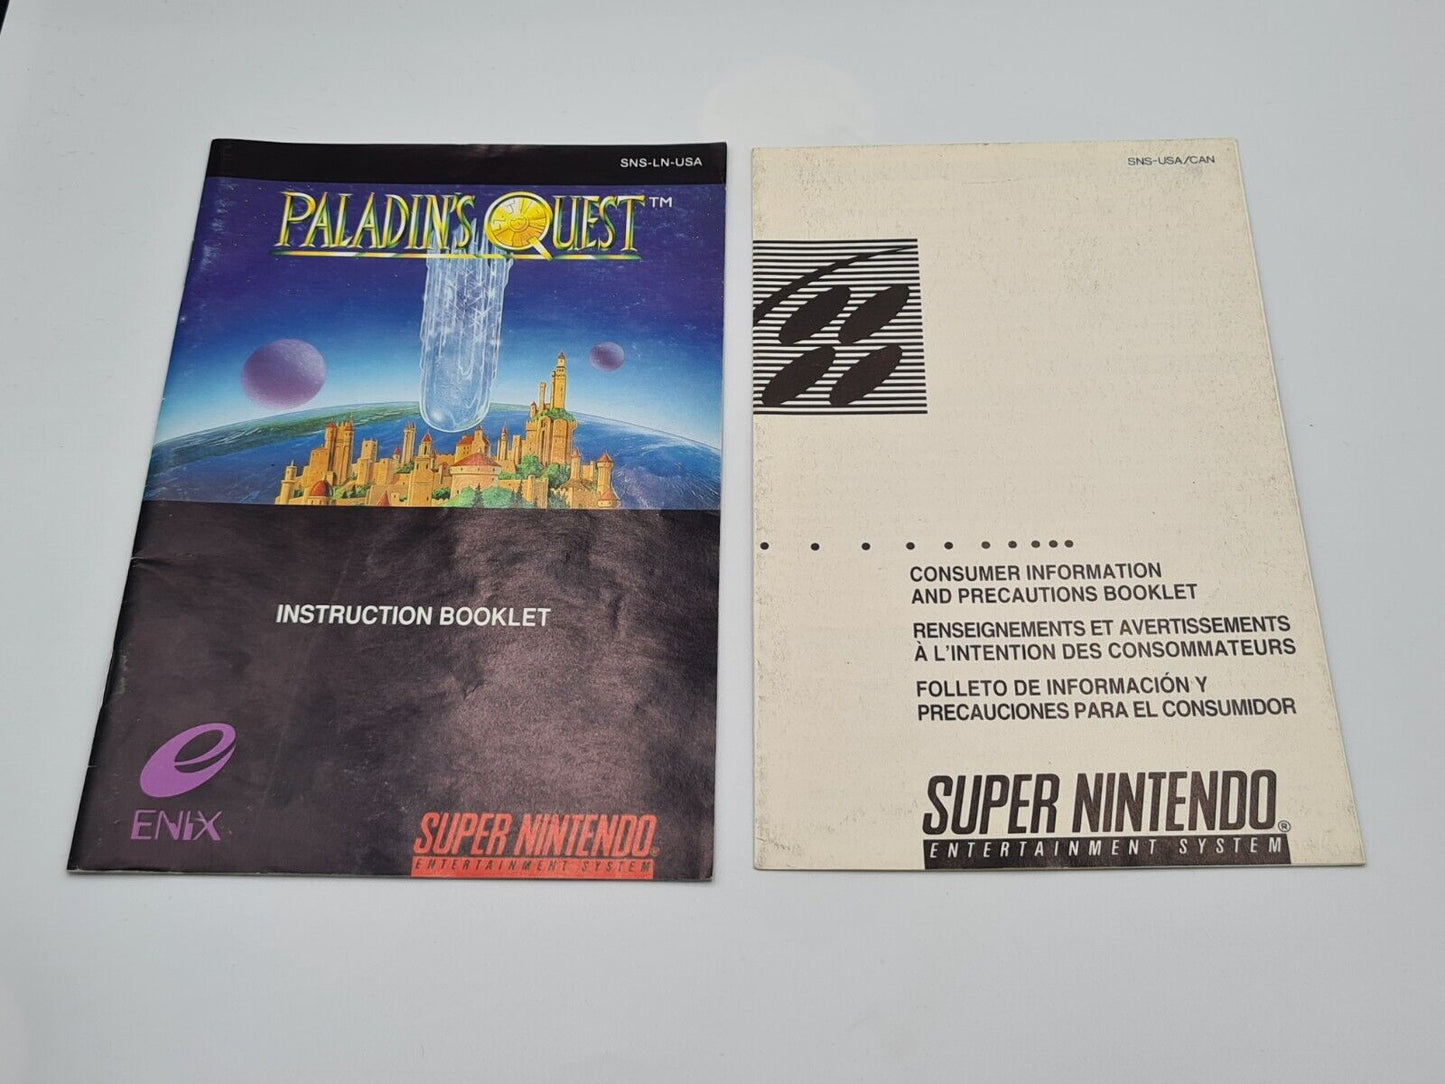 SNS-LN-USA
PALADIN'S QUEST™
INSTRUCTION BOOKLET
ENIX
SUPER NINTENDO®
ENTERTAINMENT SYSTEM
SNS-USA/CAN
CONSUMER INFORMATION
AND PRECAUTIONS BOOKLET
RENSEIGNEMENTS ET AVERTISSEMENTS
À L'INTENTION DES CONSOMMATEURS
FOLLETO DE INFORMACIÓN Y
PRECAUCIONES PARA EL CONSUMIDOR
SUPER NINTENDO®
ENTERTAINMENT SYSTEM